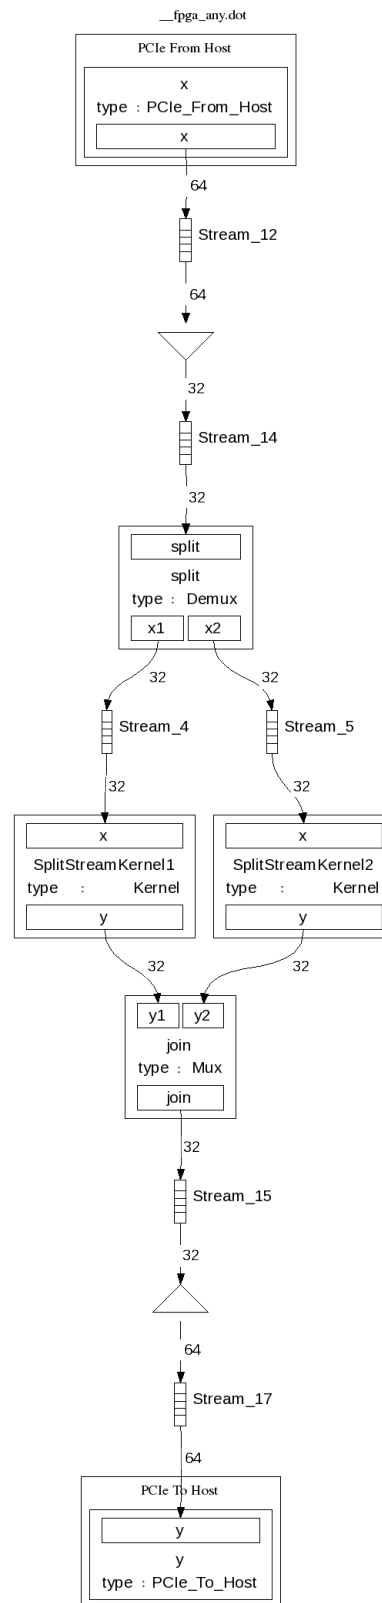 __fpga_any.dot
PCIe From Host
x
type : PCIe_From_Host
x
64
Stream_12
64
32
Stream_14
32
split
split
type : Demux
x1 x2
32 32
Stream_4 Stream_5
32 32
x x
SplitStreamKernel1 SplitStreamKernel2
type : Kernel type : Kernel
y y
32 32
y1 y2
join
type : Mux
join
32
Stream_15
32
64
Stream_17
64
PCIe To Host
y
y
type : PCIe_To_Host